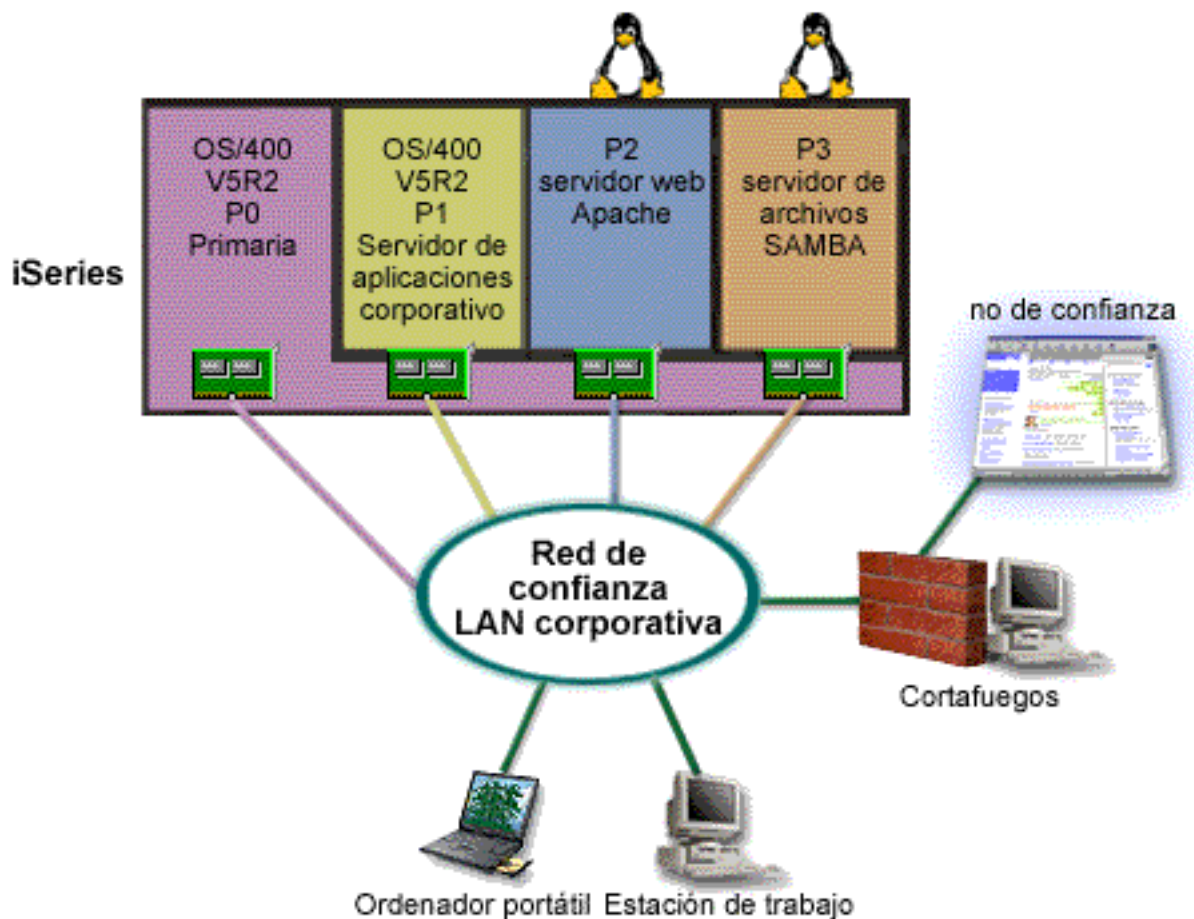 OS/400
V5R2
P0
Primaria
OS/400
V5R2
P1
Servidor de
aplicaciones
corporativo
P2
servidor web
Apache
P3
servidor de
archivos
SAMBA
iSeries
no de confianza
Red de
confianza
LAN corporativa
Cortafuegos
Ordenador portátil
Estación de trabajo